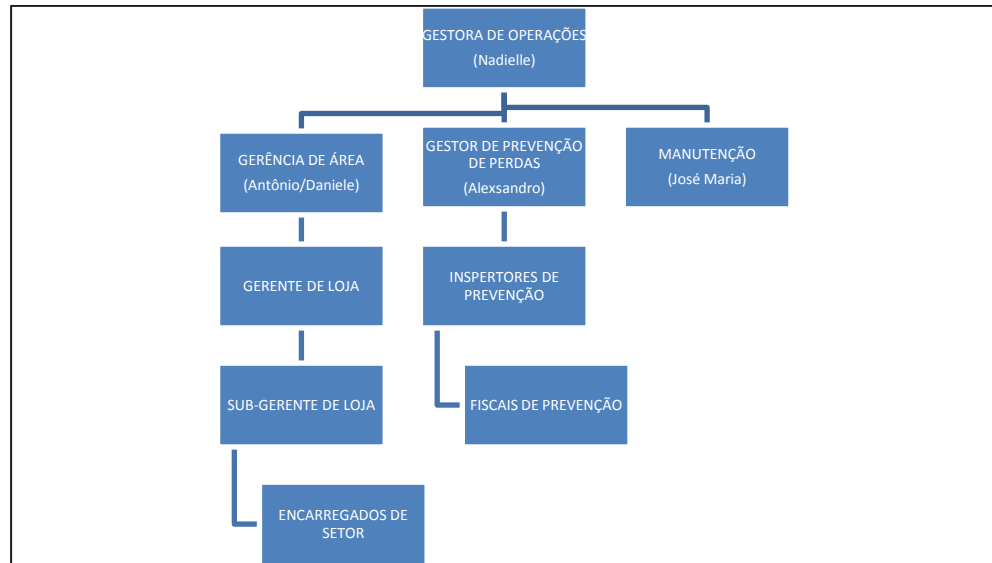 GESTORA DE OPERAÇÕES
(Nadielle)
GERÊNCIA DE ÁREA
(Antônio/Daniele)
GESTOR DE PREVENÇÃO
DE PERDAS
(Alexsandro)
MANUTENÇÃO
(José Maria)
GERENTE DE LOJA
INSPERTORES DE
PREVENÇÃO
SUB-GERENTE DE LOJA
FISCAIS DE PREVENÇÃO
ENCARREGADOS DE
SETOR